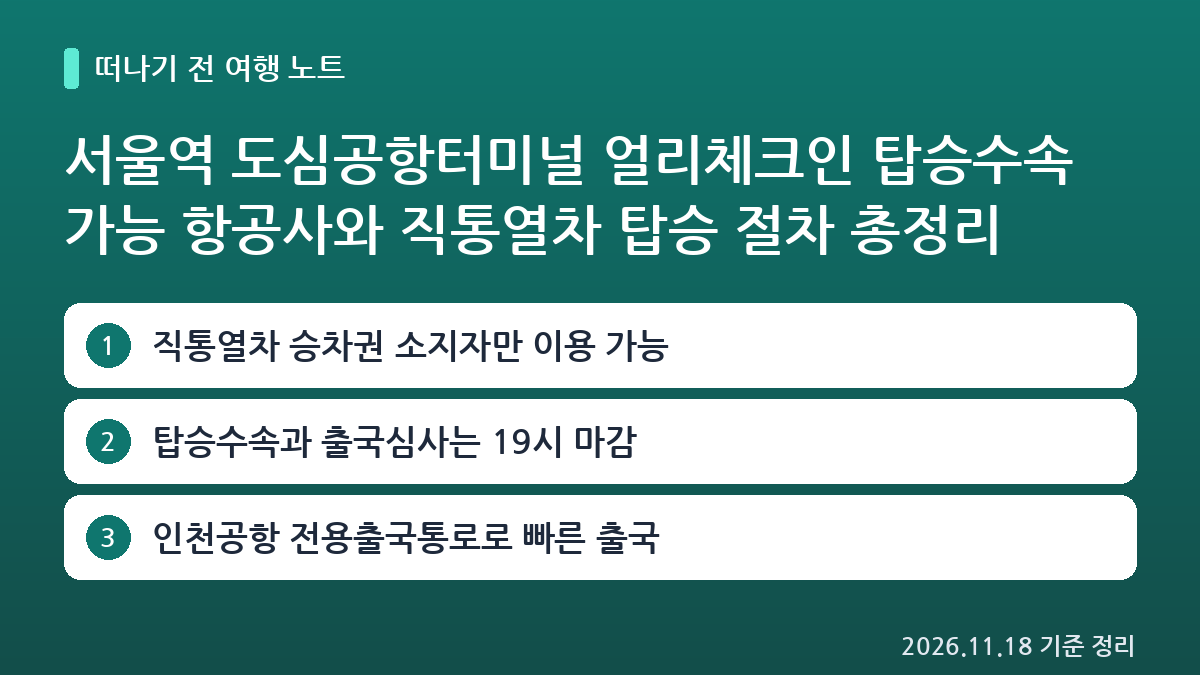 떠나기 전 여행 노트
서울역 도심공항터미널 얼리체크인 탑승수속
가능 항공사와 직통열차 탑승 절차 총정리
1 직통열차 승차권 소지자만 이용 가능
2 탑승수속과 출국심사는 19시 마감
3 인천공항 전용출국통로로 빠른 출국
2026.11.18 기준 정리